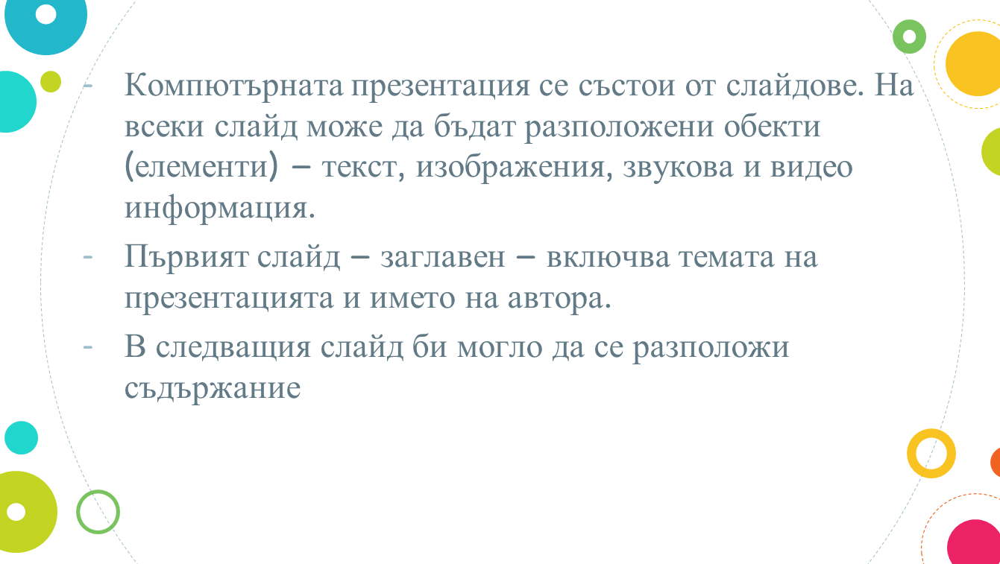 - Компютърната презентация се състои от слайдове. На
всеки слайд може да бъдат разположени обекти
(елементи) – текст, изображения, звукова и видео
информация.
- Първият слайд – заглавен – включва темата на
презентацията и името на автора.
- В следващия слайд би могло да се разположи
съдържание